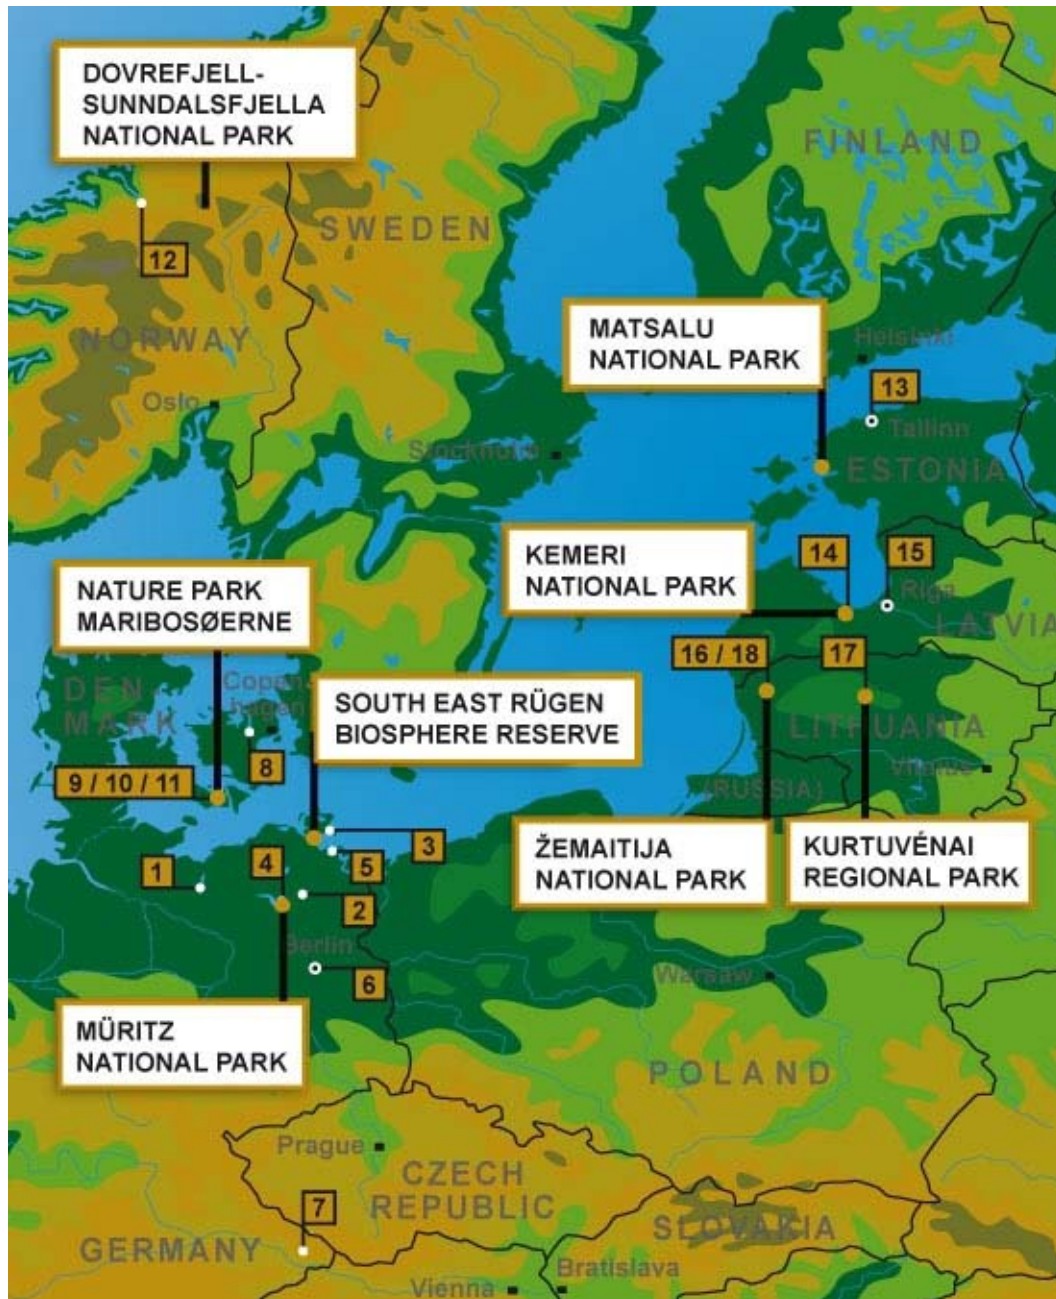 DOVREFJELL-
SUNNDALSFJELLA
NATIONAL PARK
FINLAND
SWEDEN
12
NORWAY
MATSALU
NATIONAL PARK
Helsinki
13
Oslo
Tallinn
Stockholm
ESTONIA
KEMERI
NATIONAL PARK
14
15
Riga
LATVIA
NATURE PARK
MARIBOSØERNE
16 / 18
17
DEN-
MARK
Copen-
hagen
SOUTH EAST RÜGEN
BIOSPHERE RESERVE
LITHUANIA
Vilnius
8
9 / 10 / 11
(RUSSIA)
ŽEMAITIJA
NATIONAL PARK
KURTUVÉNAI
REGIONAL PARK
3
1
4
5
2
Berlin
6
Warsaw
MÜRITZ
NATIONAL PARK
POLAND
Prague
CZECH
REPUBLIC
7
SLOVAKIA
GERMANY
Bratislava
Vienna